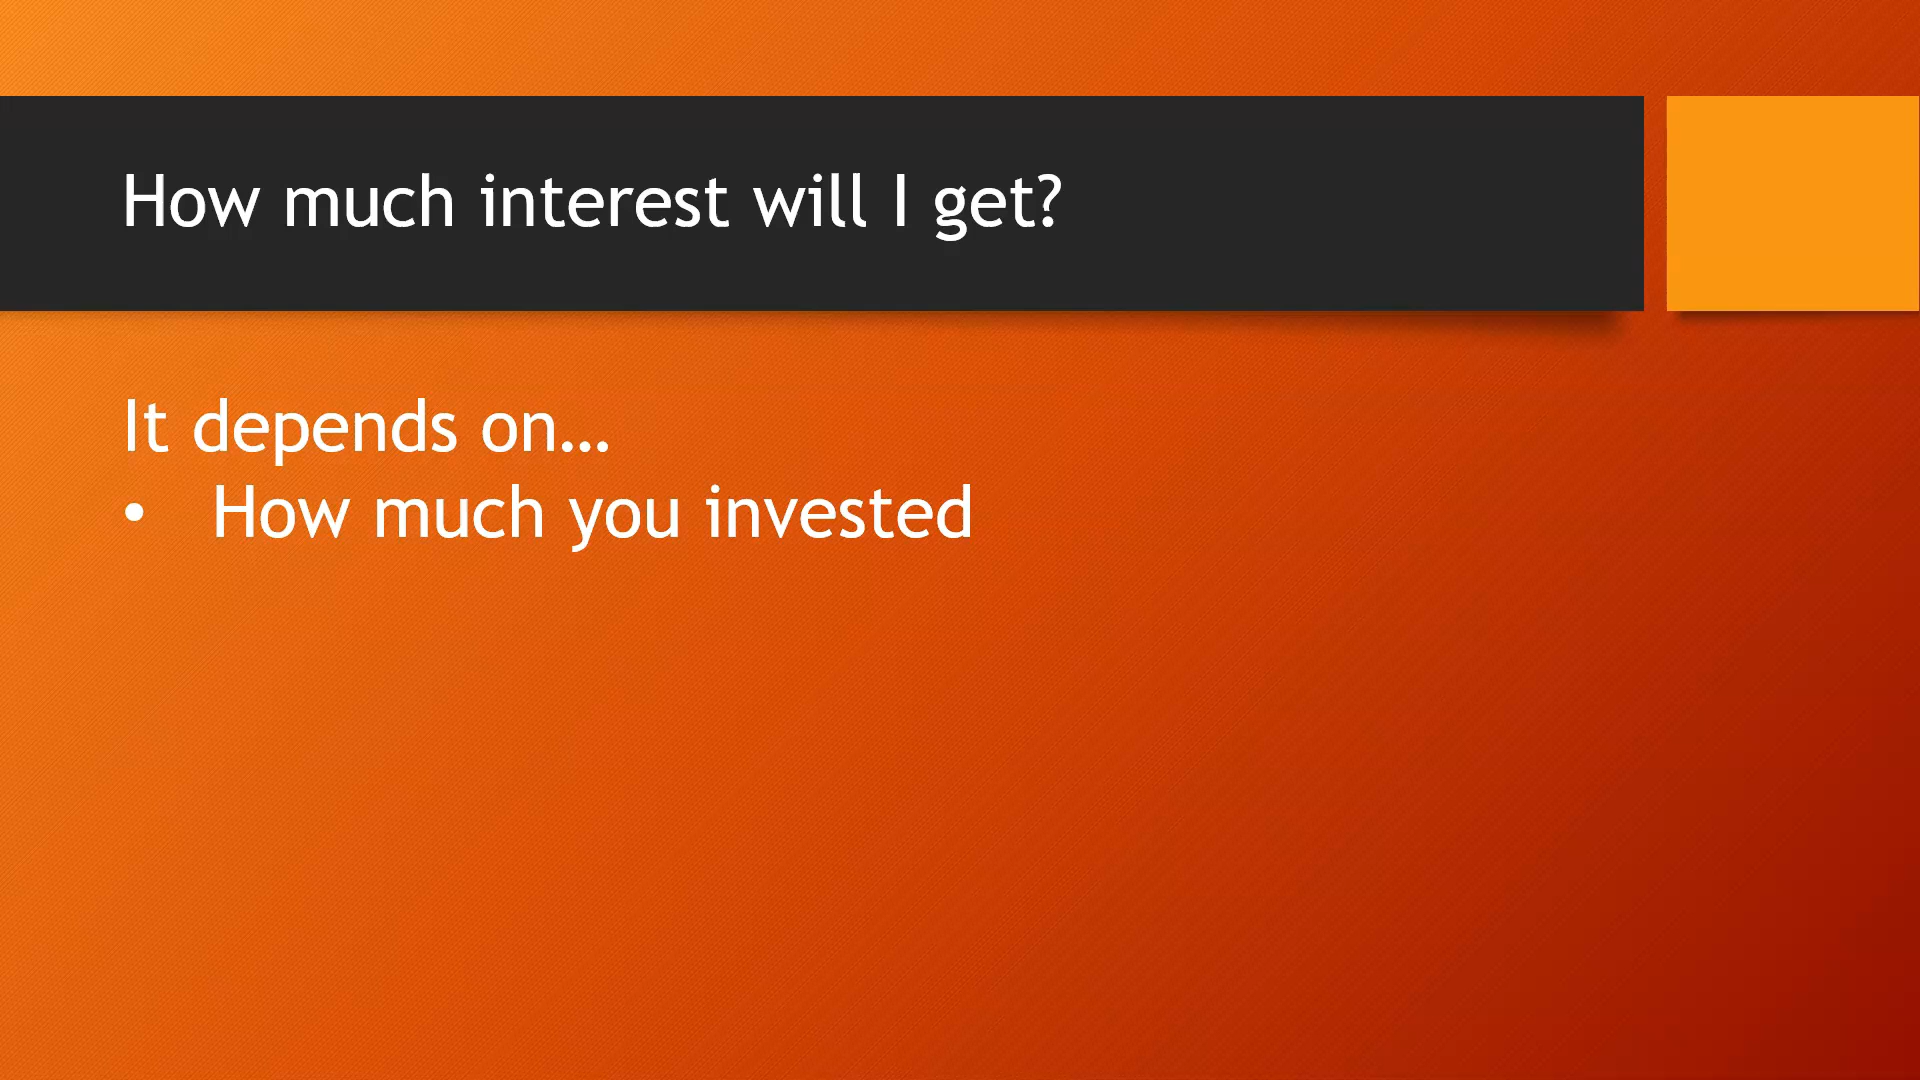 How much interest will I get?
It depends on…
• How much you invested